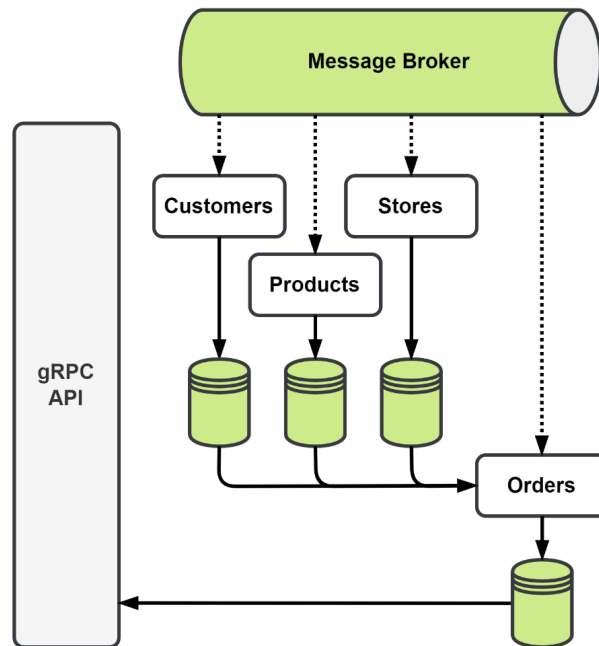 Message Broker
Customers
Stores
Products
gRPC
API
Orders